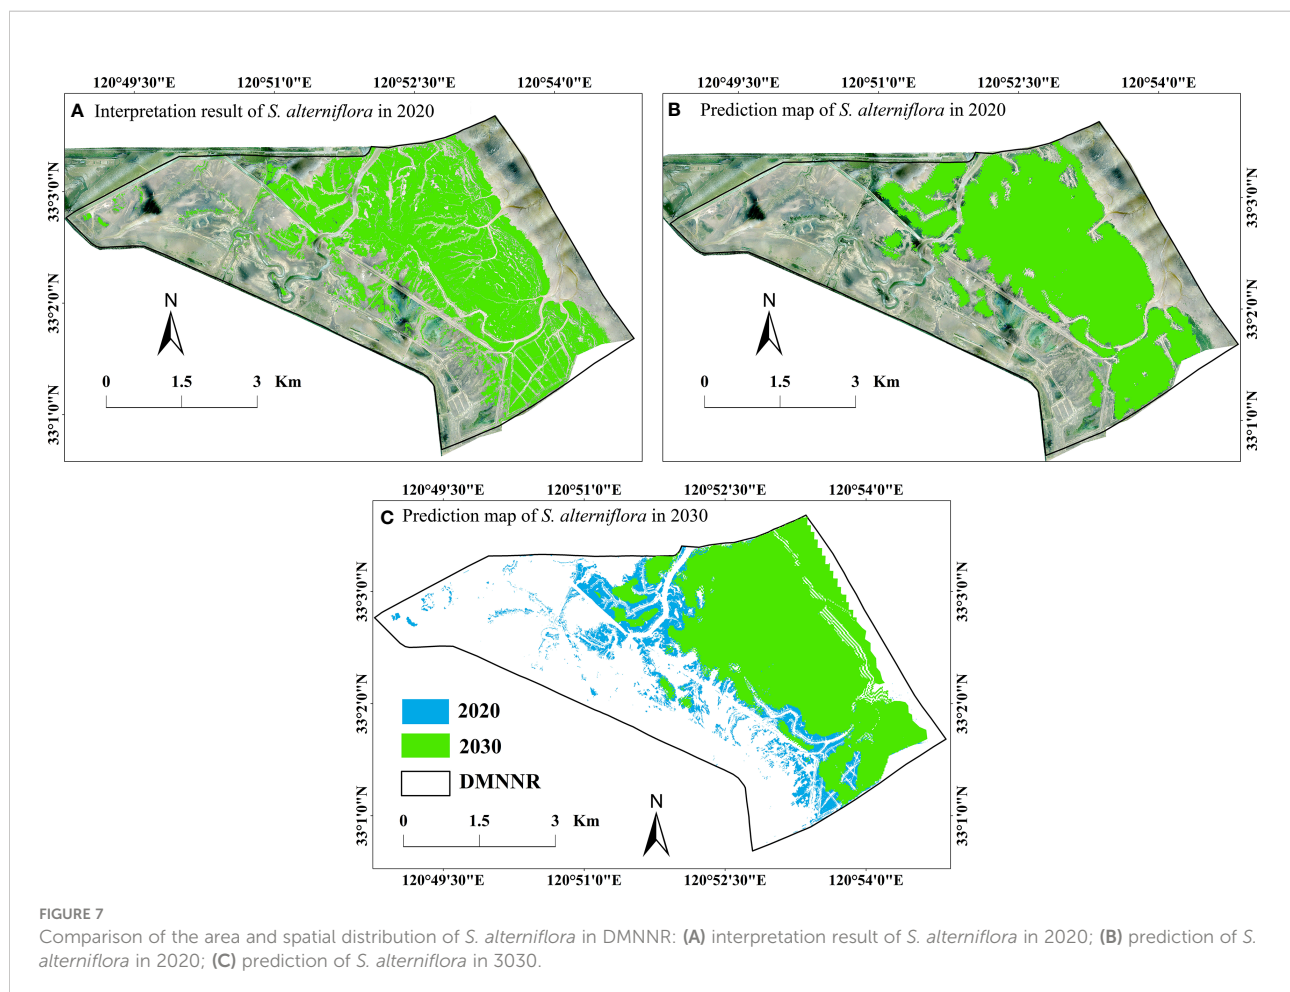 120°49'30"E 120°51'0"E 120°52'30"E 120°54'0"E
120°49'30"E 120°51'0"E 120°52'30"E 120°54'0"E
A Interpretation result of S. alterniflora in 2020
B Prediction map of S. alterniflora in 2020
33°3'0"N
33°2'0"N
33°1'0"N
33°3'0"N
33°2'0"N
33°1'0"N
N
0 1.5 3 Km
N
0 1.5 3 Km
120°49'30"E 120°51'0"E 120°52'30"E 120°54'0"E
C Prediction map of S. alterniflora in 2030
33°3'0"N
33°2'0"N
33°1'0"N
33°3'0"N
33°2'0"N
33°1'0"N
2020
2030
DMNNR
N
0 1.5 3 Km
120°49'30"E 120°51'0"E 120°52'30"E 120°54'0"E
FIGURE 7
Comparison of the area and spatial distribution of S. alterniflora in DMNNR: (A) interpretation result of S. alterniflora in 2020; (B) prediction of S.
alterniflora in 2020; (C) prediction of S. alterniflora in 3030.